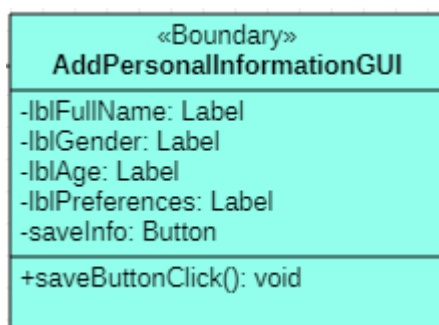 «Boundary»
AddPersonalInformationGUI
-lblFullName: Label
-lblGender: Label
-lblAge: Label
-lblPreferences: Label
-saveInfo: Button
+saveButtonClick(): void